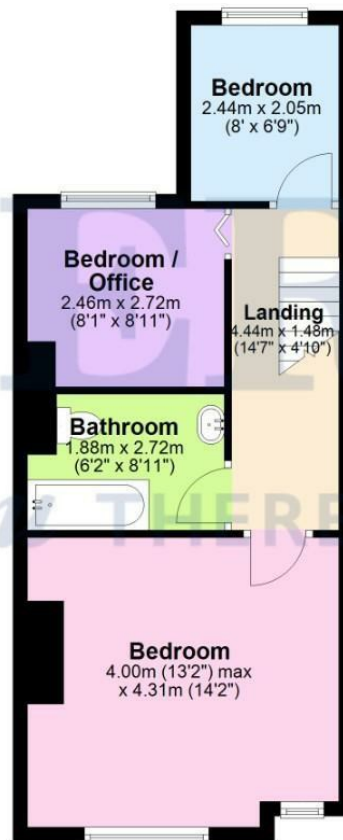 Bedroom
2.44m x 2.05m
(8' x 6'9")
Bedroom /
Office
2.46m x 2.72m
(8'1" x 8'11")
Landing
4.44m x 1.48m
(14'7" x 4'10")
Bathroom
1.88m x 2.72m
(6'2" x 8'11")
THERE
Bedroom
4.00m (13'2") max
x 4.31m (14'2")